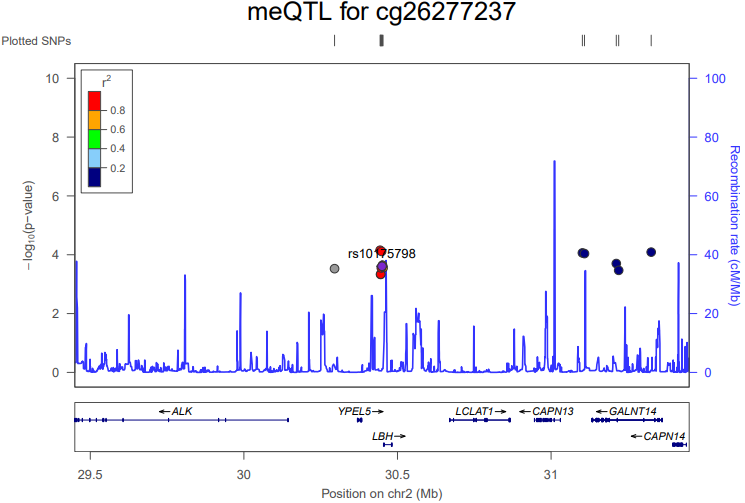 meQTL for cg26277237
Plotted SNPs
10
8
6
4
2
0
−log10(p−value)
100
80
60
40
20
0
Recombination rate (cM/Mb)
r2
0.8
0.6
0.4
0.2
rs10175798
←ALK
YPEL5→
LCLAT1→
←CAPN13
←GALNT14
LBH→
←CAPN14
29.5
30
30.5
31
Position on chr2 (Mb)